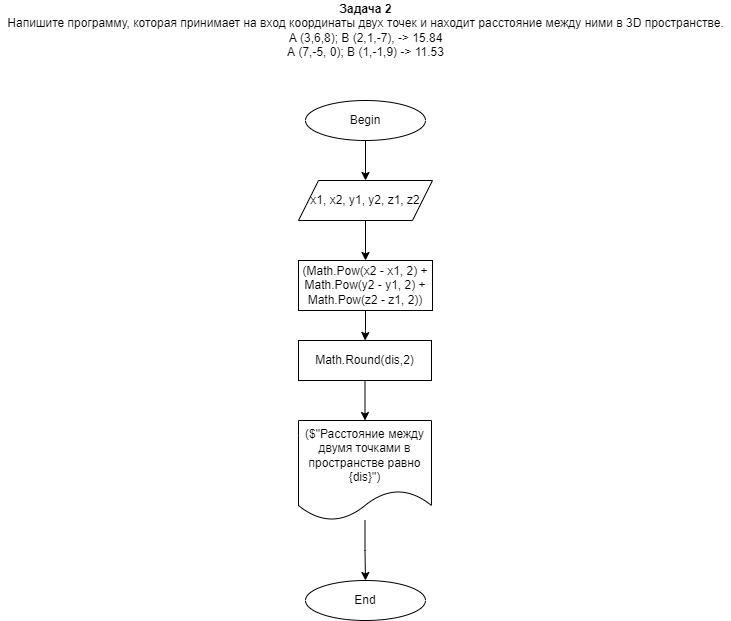 Задача 2
Напишите программу, которая принимает на вход координаты двух точек и находит расстояние между ними в 3D пространстве.
A (3,6,8); B (2,1,-7), -> 15.84
A (7,-5, 0); B (1,-1,9) -> 11.53
Begin
x1, x2, y1, y2, z1, z2
(Math.Pow(x2 - x1, 2) +
Math.Pow(y2 - y1, 2) +
Math.Pow(z2 - z1, 2))
Math.Round(dis,2)
($"Расстояние между
двумя точками в
пространстве равно
{dis}")
End